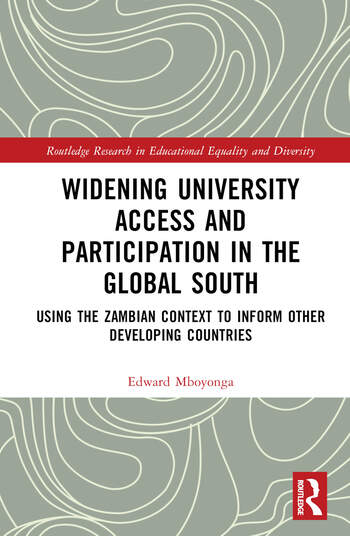 Routledge Research in Educational Equality and Diversity
WIDENING UNIVERSITY
ACCESS AND
PARTICIPATION IN THE
GLOBAL SOUTH
USING THE ZAMBIAN CONTEXT TO INFORM OTHER
DEVELOPING COUNTRIES
Edward Mboyonga
ROUTLEDGE